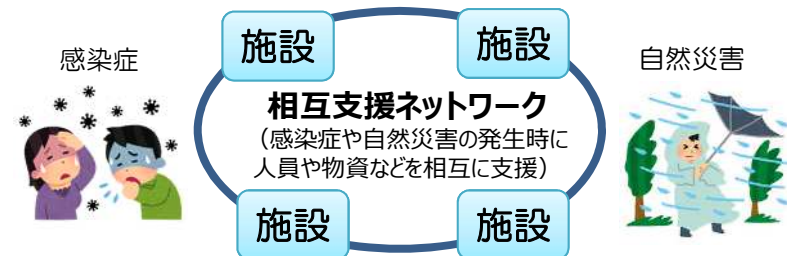 施設
施設
感染症
自然災害
相互支援ネットワーク
（感染症や自然災害の発生時に
人員や物資などを相互に支援）
施設
施設